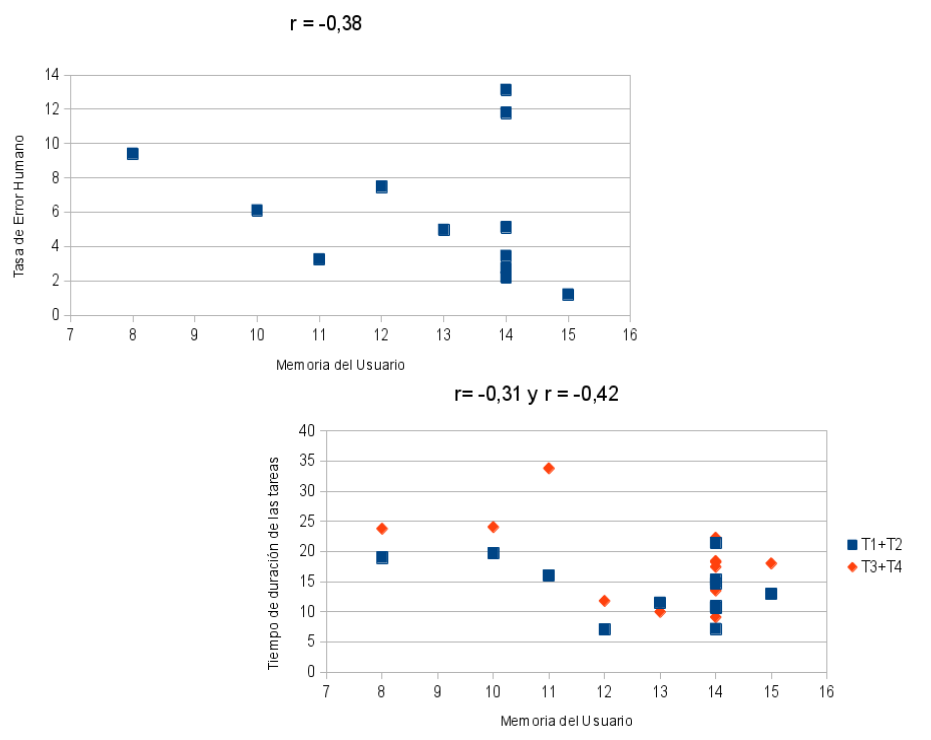 r = -0,38
14
12
10
8
6
4
2
0
Tasa de Error Humano
7 8 9 10 11 12 13 14 15 16
Memoria del Usuario
r= -0,31 y r = -0,42
40
35
30
25
20
15
10
5
0
Tiempo de duración de las tareas
T1+T2
T3+T4
7 8 9 10 11 12 13 14 15 16
Memoria del Usuario